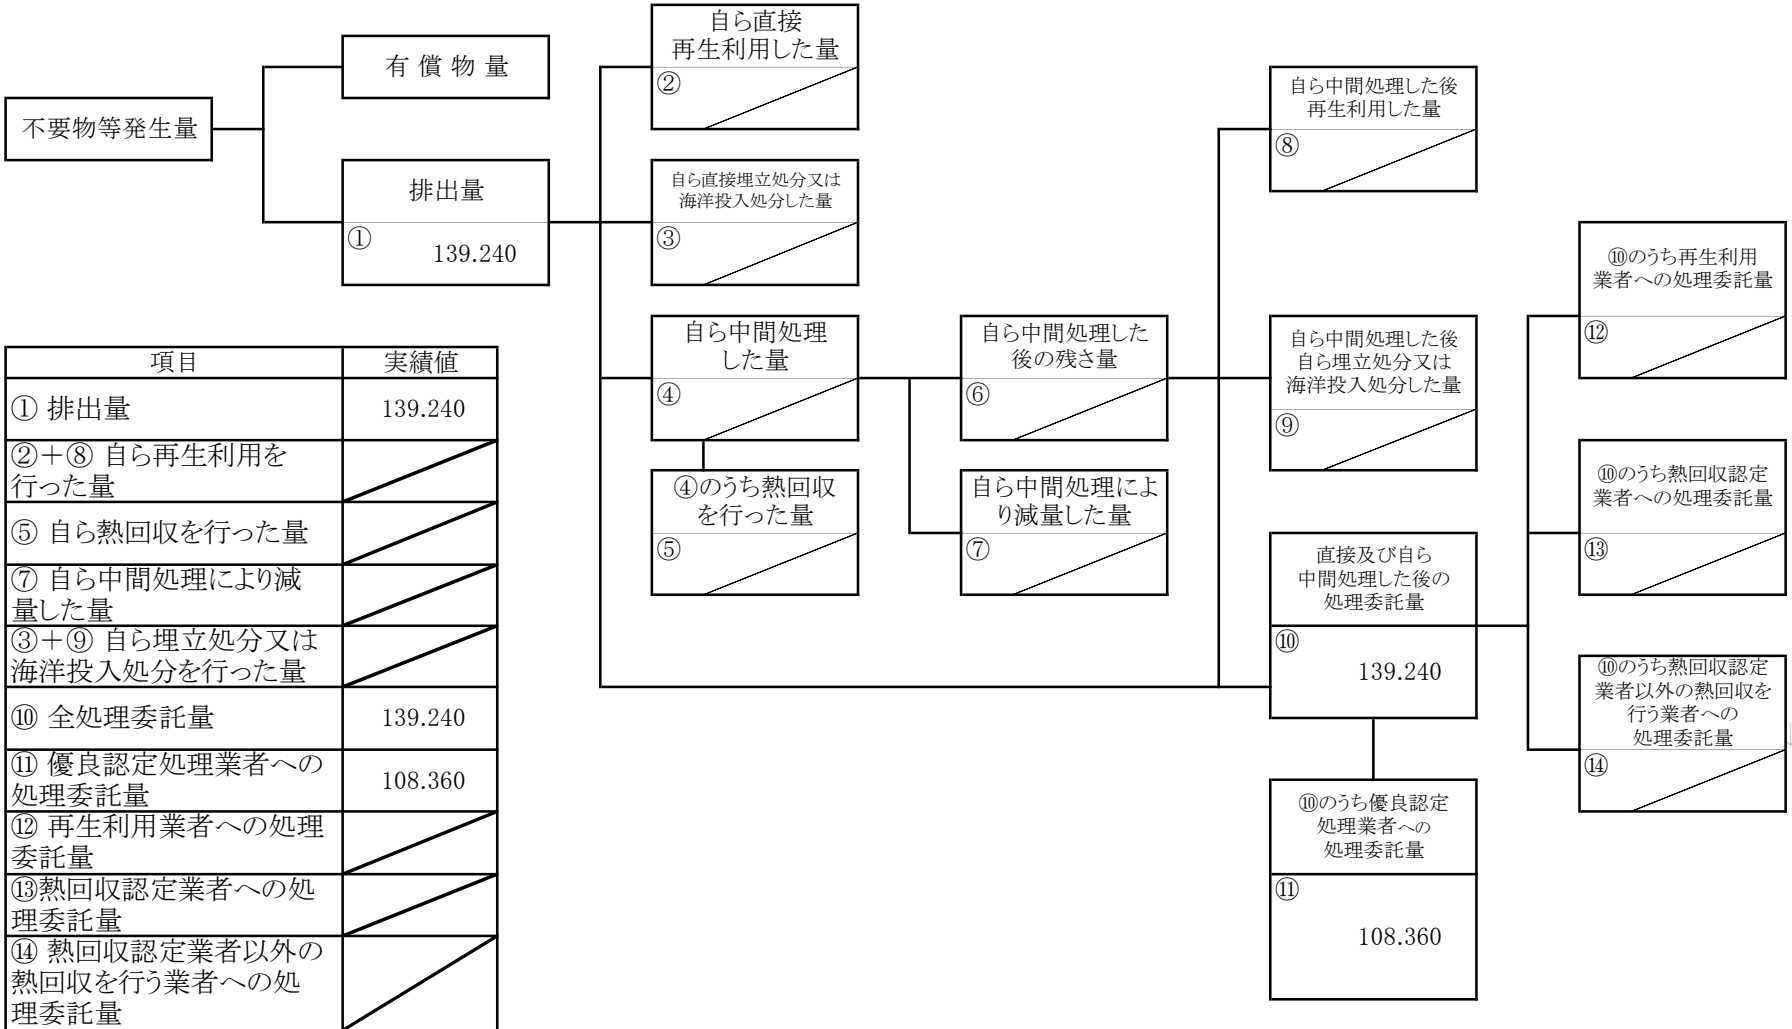 不要物等発生量
有 償 物 量
排出量
①
139.240
自ら直接
再生利用した量
②
自ら直接埋立処分又は
海洋投入処分した量
③
自ら中間処理
した量
④
④のうち熱回収
を行った量
⑤
自ら中間処理した
後の残さ量
⑥
自ら中間処理によ
り減量した量
⑦
自ら中間処理した後
再生利用した量
⑧
自ら中間処理した後
自ら埋立処分又は
海洋投入処分した量
⑨
直接及び自ら
中間処理した後の
処理委託量
⑩
139.240
⑩のうち優良認定
処理業者への
処理委託量
⑪
108.360
⑩のうち再生利用
業者への処理委託量
⑫
⑩のうち熱回収認定
業者への処理委託量
⑬
⑩のうち熱回収認定
業者以外の熱回収を
行う業者への
処理委託量
⑭
項目 実績値
① 排出量 139.240
②＋⑧ 自ら再生利用を
行った量
⑤ 自ら熱回収を行った量
⑦ 自ら中間処理により減
量した量
③＋⑨ 自ら埋立処分又は
海洋投入処分を行った量
⑩ 全処理委託量 139.240
⑪ 優良認定処理業者への
処理委託量 108.360
⑫ 再生利用業者への処理
委託量
⑬熱回収認定業者への処
理委託量
⑭ 熱回収認定業者以外の
熱回収を行う業者への処
理委託量